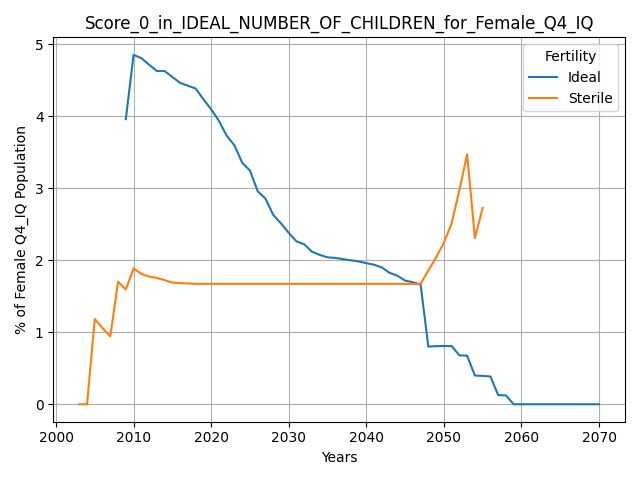 Score_0_in_IDEAL_NUMBER_OF_CHILDREN_for_Female_Q4_IQ
Fertility
Ideal
Sterile
5
4
3
2
1
0
% of Female Q4_IQ Population
2000 2010 2020 2030 2040 2050 2060 2070
Years